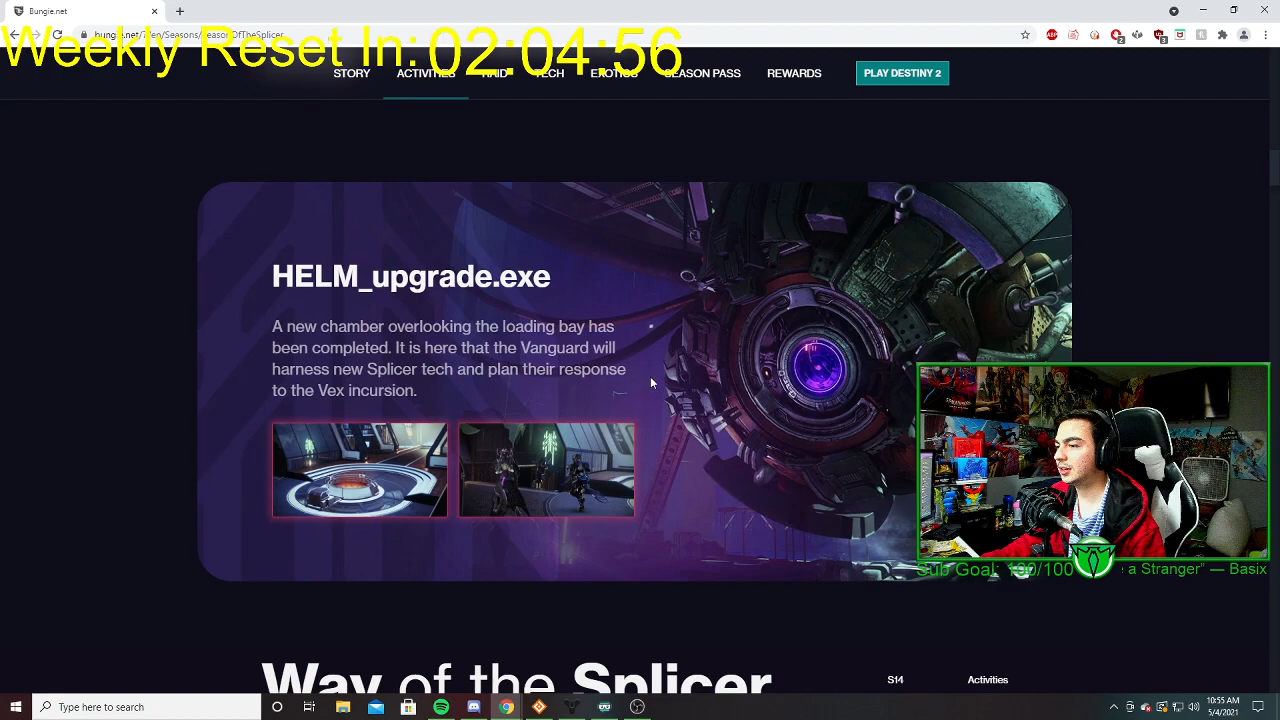 Bungie.net
bungie.net/7/en/Seasons/SeasonOfTheSplicer
Weekly Reset In: 02:04:56
STORY ACTIVITIES RAID TECH EXOTICS SEASON PASS REWARDS PLAY DESTINY 2
HELM_upgrade.exe
A new chamber overlooking the loading bay has
been completed. It is here that the Vanguard will
harness new Splicer tech and plan their response
to the Vex incursion.
Sub Goal: 100/100
a Stranger” — Basix
Way of the Splicer
S14 Activities
Type here to search
10:55 AM
5/4/2021